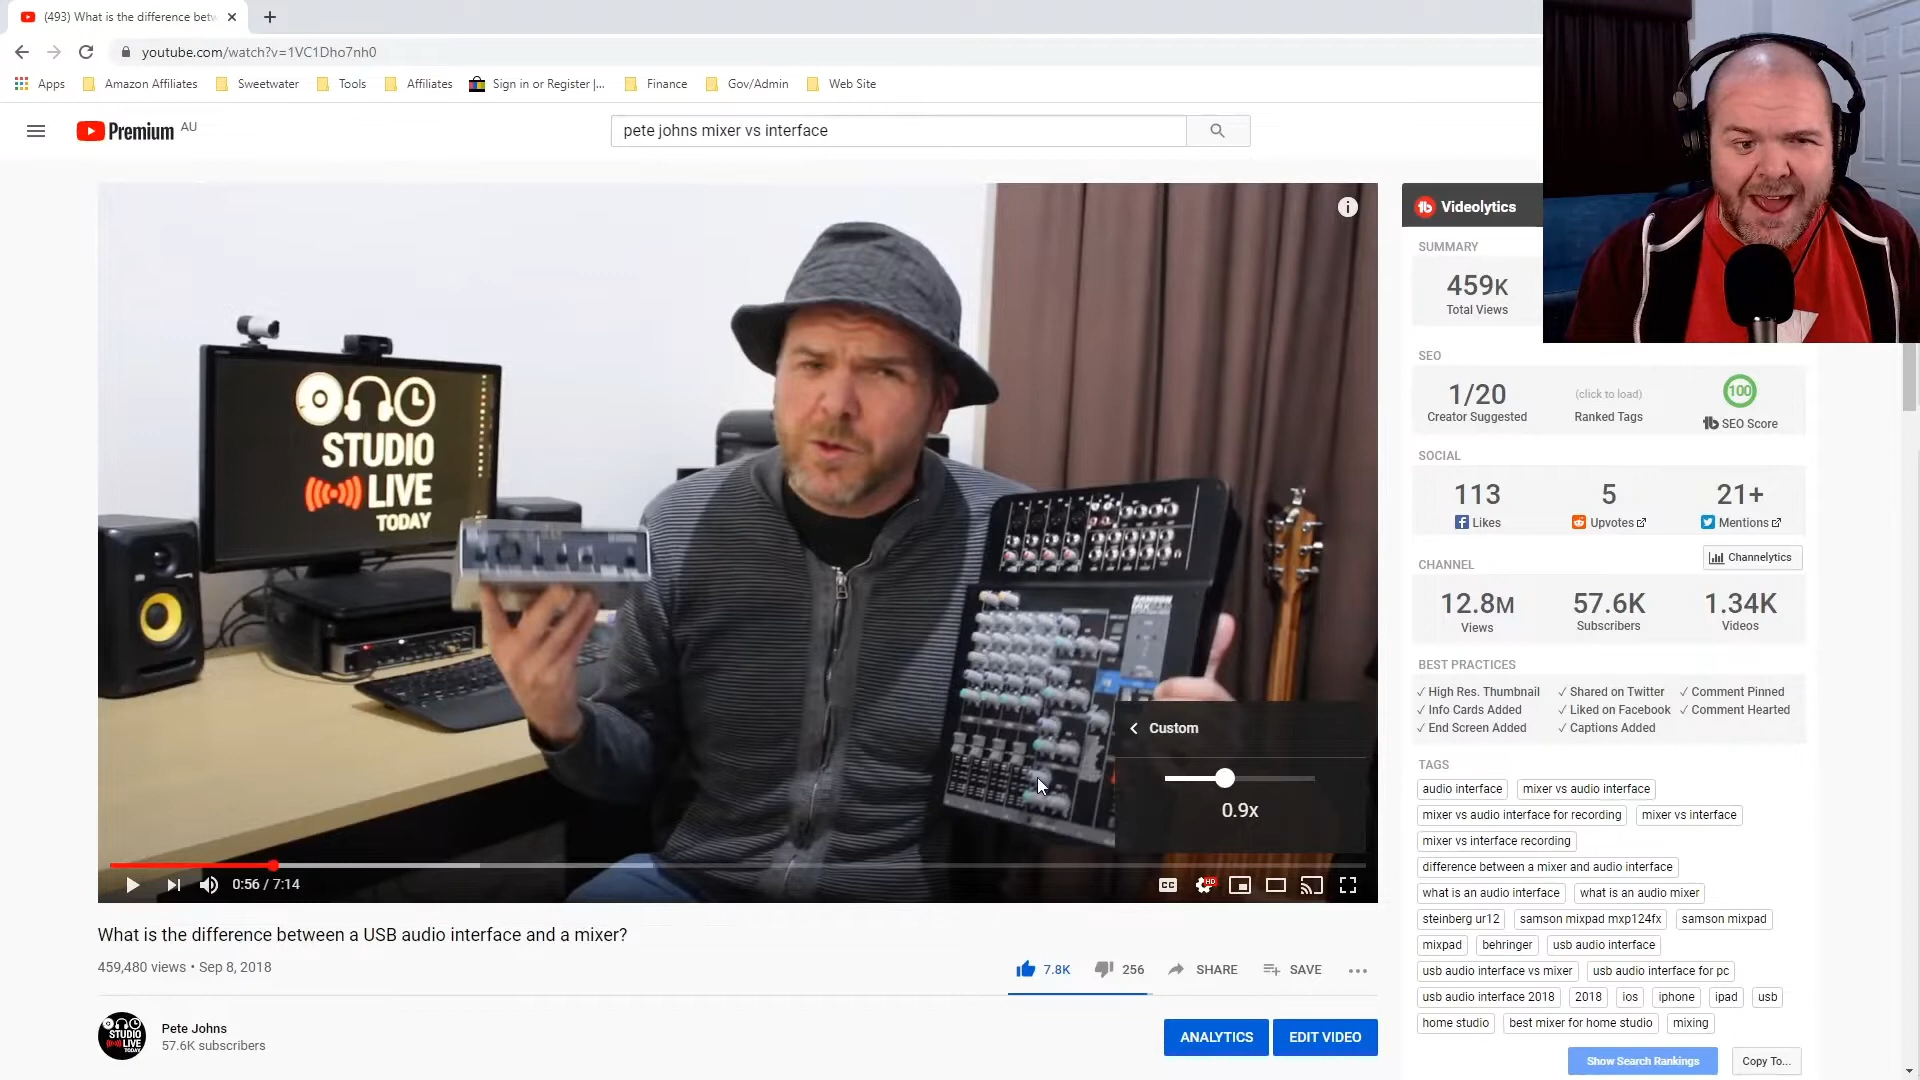 (493) What is the difference betw
youtube.com/watch?v=1VC1Dho7nh0
Apps Amazon Affiliates Sweetwater Tools Affiliates Sign in or Register |... Finance Gov/Admin Web Site
Premium AU
pete johns mixer vs interface
STUDIO
LIVE
TODAY
Custom
0.9x
0:56 / 7:14
CC HD
What is the difference between a USB audio interface and a mixer?
459,480 views • Sep 8, 2018
7.8K 256 SHARE SAVE
STUDIO
LIVE
TODAY
Pete Johns
57.6K subscribers
ANALYTICS EDIT VIDEO
Videolytics
SUMMARY
459K
Total Views
SEO
1/20 (click to load) 100
Creator Suggested Ranked Tags SEO Score
SOCIAL
113 5 21+
Likes Upvotes Mentions
CHANNEL Channelytics
12.8M 57.6K 1.34K
Views Subscribers Videos
BEST PRACTICES
✓ High Res. Thumbnail ✓ Shared on Twitter ✓ Comment Pinned
✓ Info Cards Added ✓ Liked on Facebook ✓ Comment Hearted
✓ End Screen Added ✓ Captions Added
TAGS
audio interface mixer vs audio interface
mixer vs audio interface for recording mixer vs interface
mixer vs interface recording
difference between a mixer and audio interface
what is an audio interface what is an audio mixer
steinberg ur12 samson mixpad mxp124fx samson mixpad
mixpad behringer usb audio interface
usb audio interface vs mixer usb audio interface for pc
usb audio interface 2018 2018 ios iphone ipad usb
home studio best mixer for home studio mixing
Show Search Rankings Copy To...